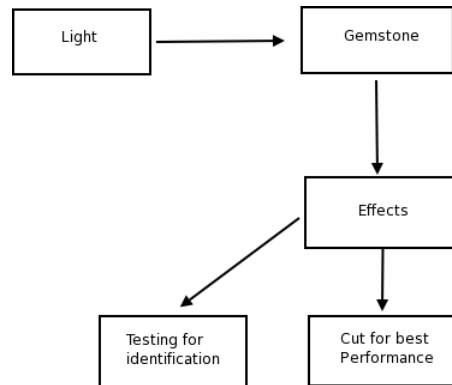 Light
Gemstone
Effects
Testing for
identification
Cut for best
Performance